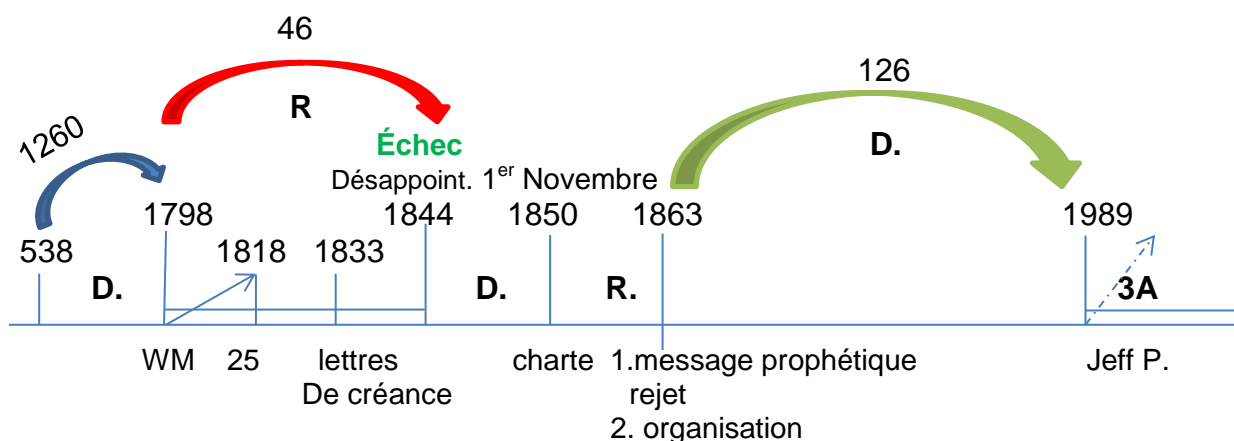 46
126
1260
R
D.
Échec
Désappoint. 1er Novembre
1798 1844 1850 1863 1989
538 1818 1833
D. D. R. 3A
WM 25 lettres charte 1.message prophétique Jeff P.
De créance rejet
2. organisation